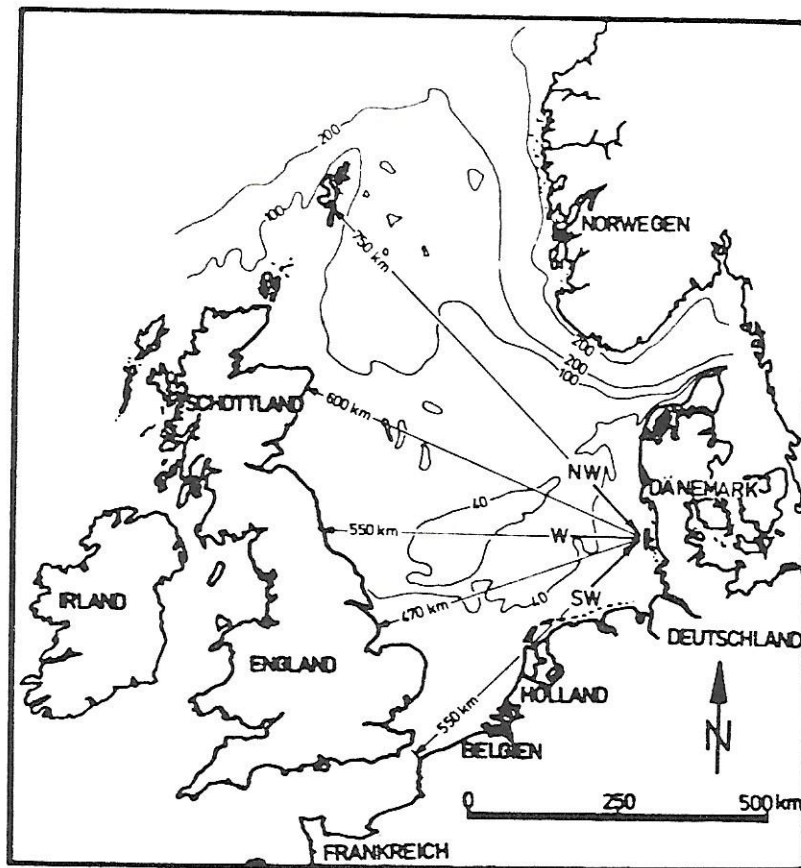 200
100
750 km
NORWEGEN
200
200
100
SCHOTTLAND
600 km
NW
DÄNEMARK
40
550 km
W
IRLAND
470 km
40
SW
DEUTSCHLAND
ENGLAND
HOLLAND
550 km
BELGIEN
N
0 250 500 km
FRANKREICH